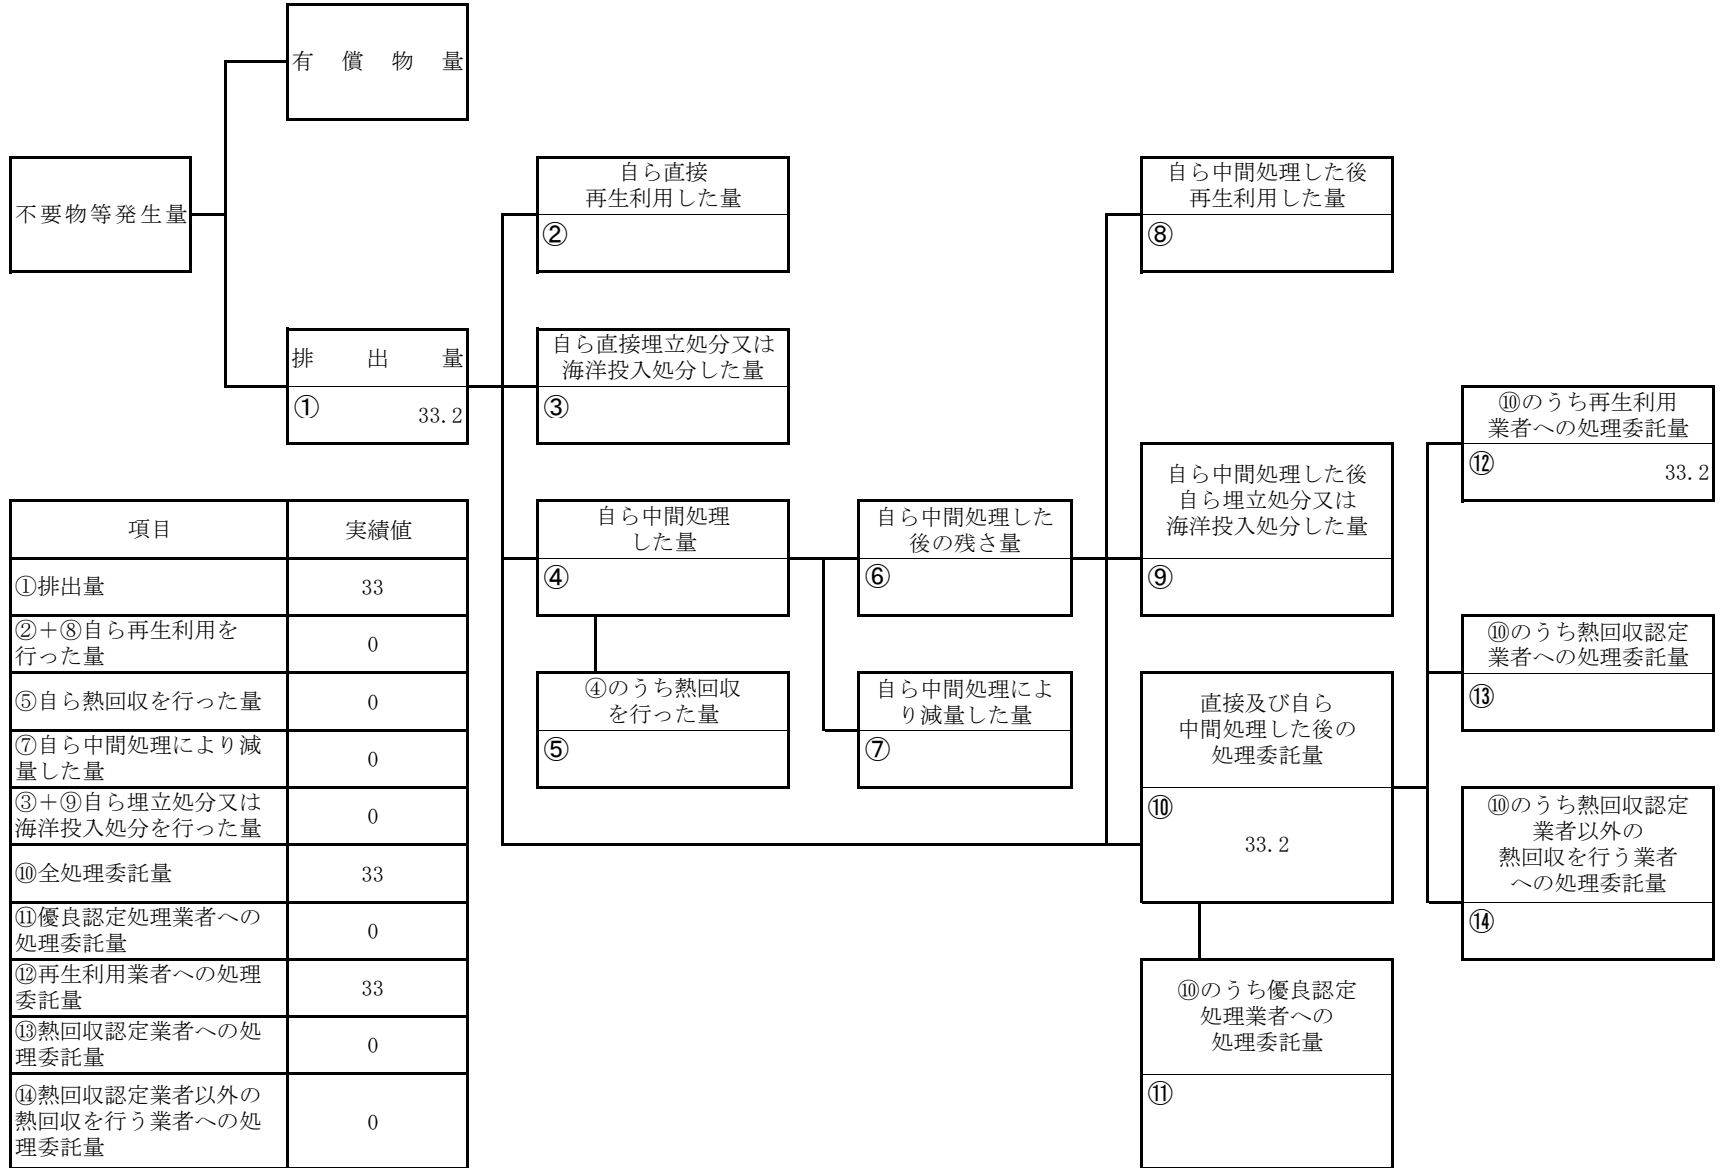 有償物量
不要物等発生量
排出量
① 33.2
自ら直接
再生利用した量
②
自ら直接埋立処分又は
海洋投入処分した量
③
自ら中間処理
した量
④
④のうち熱回収
を行った量
⑤
自ら中間処理した
後の残さ量
⑥
自ら中間処理によ
り減量した量
⑦
自ら中間処理した後
再生利用した量
⑧
自ら中間処理した後
自ら埋立処分又は
海洋投入処分した量
⑨
直接及び自ら
中間処理した後の
処理委託量
⑩
33.2
⑩のうち優良認定
処理業者への
処理委託量
⑪
⑩のうち再生利用
業者への処理委託量
⑫ 33.2
⑩のうち熱回収認定
業者への処理委託量
⑬
⑩のうち熱回収認定
業者以外の
熱回収を行う業者
への処理委託量
⑭
項目 実績値
①排出量 33
②＋⑧自ら再生利用を
行った量 0
⑤自ら熱回収を行った量 0
⑦自ら中間処理により減
量した量 0
③＋⑨自ら埋立処分又は
海洋投入処分を行った量 0
⑩全処理委託量 33
⑪優良認定処理業者への
処理委託量 0
⑫再生利用業者への処理
委託量 33
⑬熱回収認定業者への処
理委託量 0
⑭熱回収認定業者以外の
熱回収を行う業者への処
理委託量 0